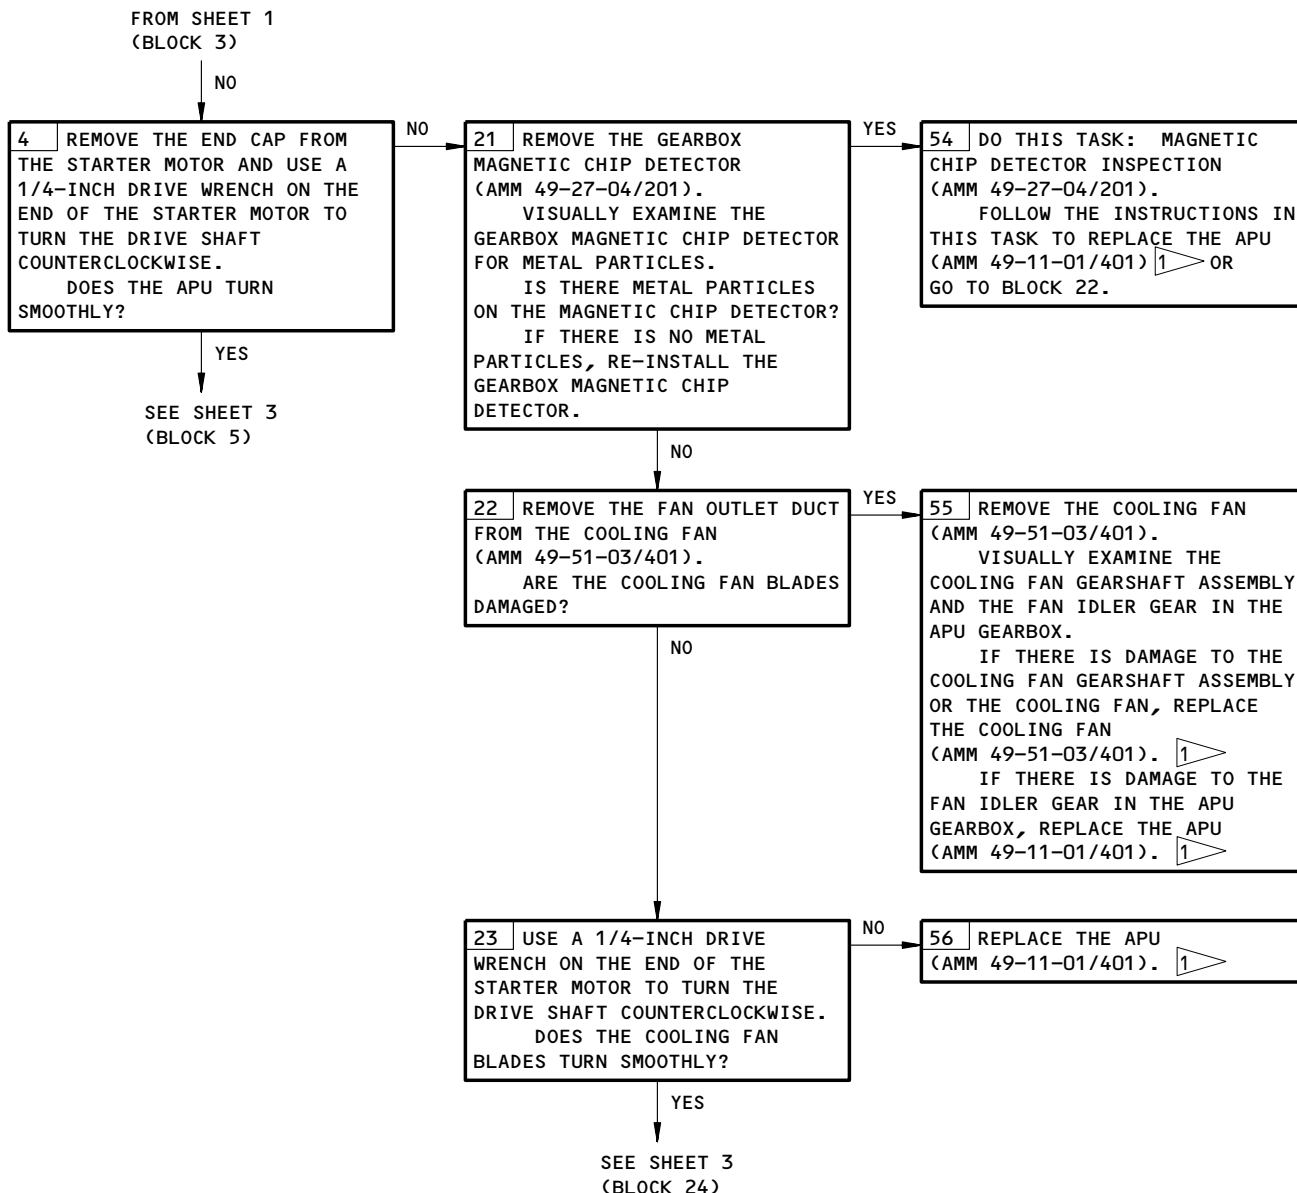 FROM SHEET 1
(BLOCK 3)
NO
4 REMOVE THE END CAP FROM
THE STARTER MOTOR AND USE A
1/4-INCH DRIVE WRENCH ON THE
END OF THE STARTER MOTOR TO
TURN THE DRIVE SHAFT
COUNTERCLOCKWISE.
DOES THE APU TURN
SMOOTHLY?
NO
YES
SEE SHEET 3
(BLOCK 5)
21 REMOVE THE GEARBOX
MAGNETIC CHIP DETECTOR
(AMM 49-27-04/201).
VISUALLY EXAMINE THE
GEARBOX MAGNETIC CHIP DETECTOR
FOR METAL PARTICLES.
IS THERE METAL PARTICLES
ON THE MAGNETIC CHIP DETECTOR?
IF THERE IS NO METAL
PARTICLES, RE-INSTALL THE
GEARBOX MAGNETIC CHIP
DETECTOR.
YES
54 DO THIS TASK: MAGNETIC
CHIP DETECTOR INSPECTION
(AMM 49-27-04/201).
FOLLOW THE INSTRUCTIONS IN
THIS TASK TO REPLACE THE APU
(AMM 49-11-01/401) 1 OR
GO TO BLOCK 22.
NO
22 REMOVE THE FAN OUTLET DUCT
FROM THE COOLING FAN
(AMM 49-51-03/401).
ARE THE COOLING FAN BLADES
DAMAGED?
YES
55 REMOVE THE COOLING FAN
(AMM 49-51-03/401).
VISUALLY EXAMINE THE
COOLING FAN GEARSHAFT ASSEMBLY
AND THE FAN IDLER GEAR IN THE
APU GEARBOX.
IF THERE IS DAMAGE TO THE
COOLING FAN GEARSHAFT ASSEMBLY
OR THE COOLING FAN, REPLACE
THE COOLING FAN
(AMM 49-51-03/401). 1
IF THERE IS DAMAGE TO THE
FAN IDLER GEAR IN THE APU
GEARBOX, REPLACE THE APU
(AMM 49-11-01/401). 1
NO
23 USE A 1/4-INCH DRIVE
WRENCH ON THE END OF THE
STARTER MOTOR TO TURN THE
DRIVE SHAFT COUNTERCLOCKWISE.
DOES THE COOLING FAN
BLADES TURN SMOOTHLY?
NO
56 REPLACE THE APU
(AMM 49-11-01/401). 1
YES
SEE SHEET 3
(BLOCK 24)